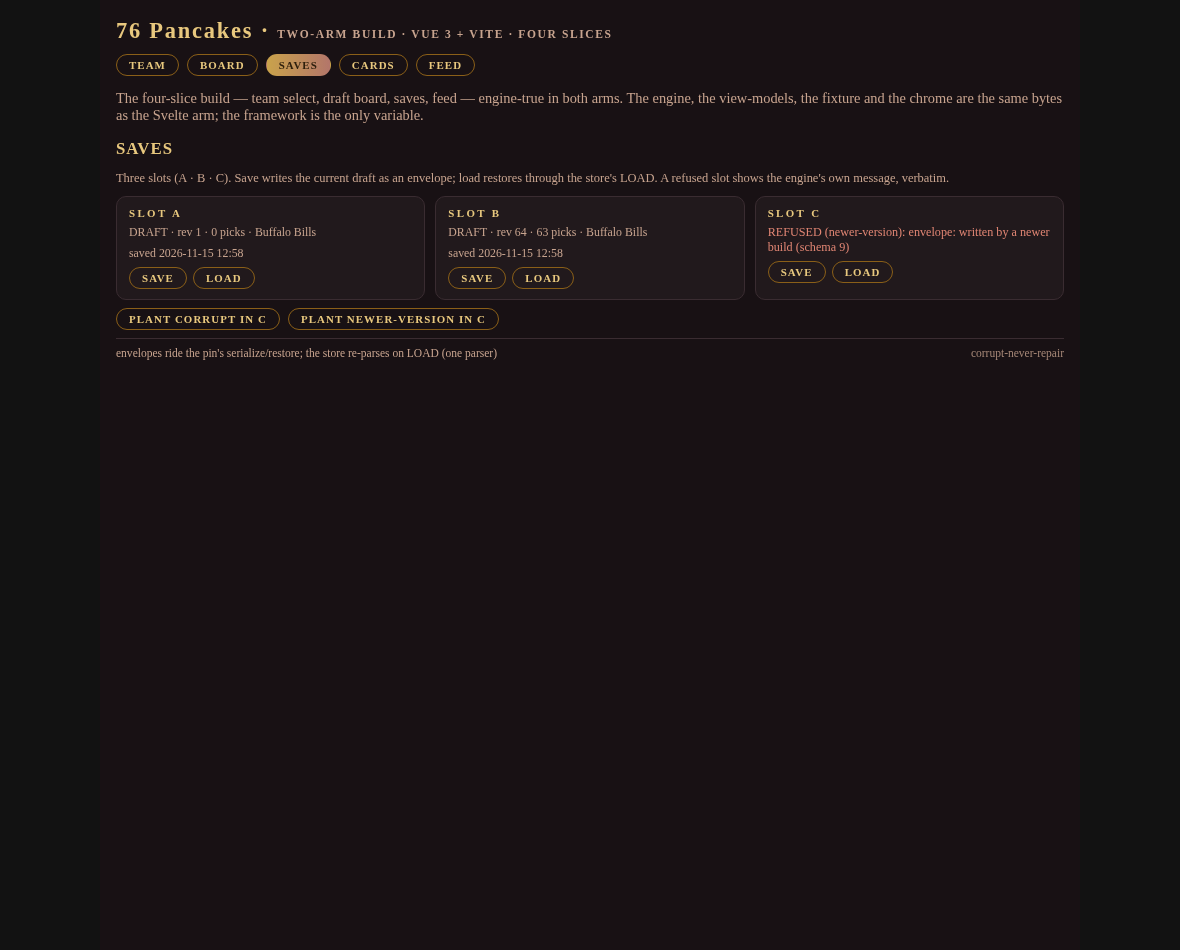 76 Pancakes · TWO-ARM BUILD · VUE 3 + VITE · FOUR SLICES
TEAM BOARD SAVES CARDS FEED
The four-slice build — team select, draft board, saves, feed — engine-true in both arms. The engine, the view-models, the fixture and the chrome are the same bytes
as the Svelte arm; the framework is the only variable.
SAVES
Three slots (A · B · C). Save writes the current draft as an envelope; load restores through the store's LOAD. A refused slot shows the engine's own message, verbatim.
SLOT A
DRAFT · rev 1 · 0 picks · Buffalo Bills
saved 2026-11-15 12:58
SAVE LOAD
SLOT B
DRAFT · rev 64 · 63 picks · Buffalo Bills
saved 2026-11-15 12:58
SAVE LOAD
SLOT C
REFUSED (newer-version): envelope: written by a newer
build (schema 9)
SAVE LOAD
PLANT CORRUPT IN C PLANT NEWER-VERSION IN C
envelopes ride the pin's serialize/restore; the store re-parses on LOAD (one parser)
corrupt-never-repair